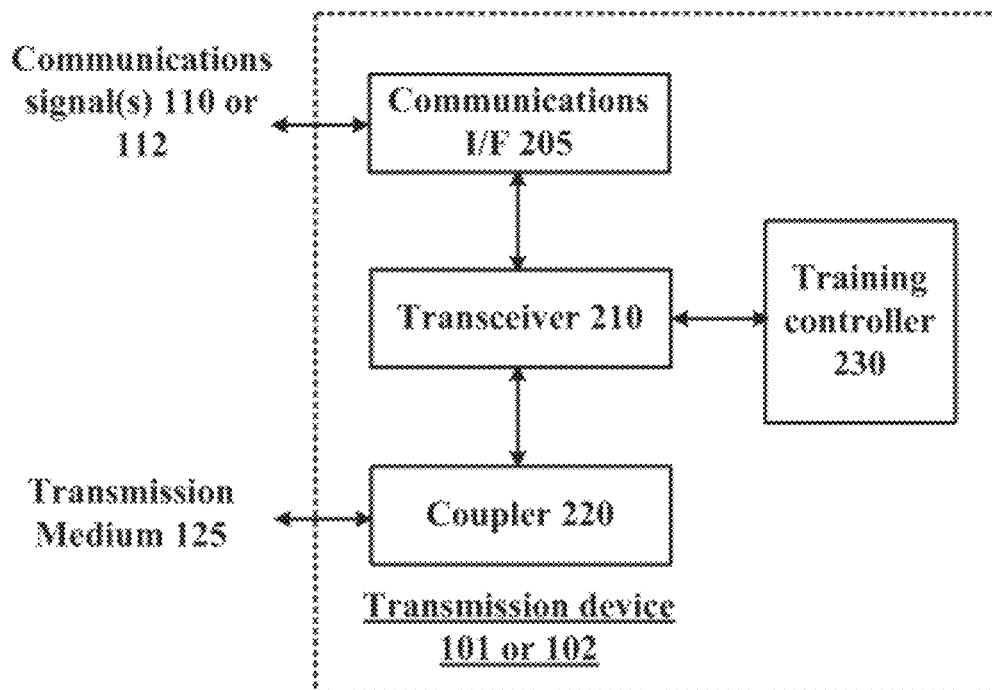 Communications
signal(s) 110 or
112
Communications
I/F 205
Transceiver 210
Training
controller
230
Transmission
Medium 125
Coupler 220
Transmission device
101 or 102